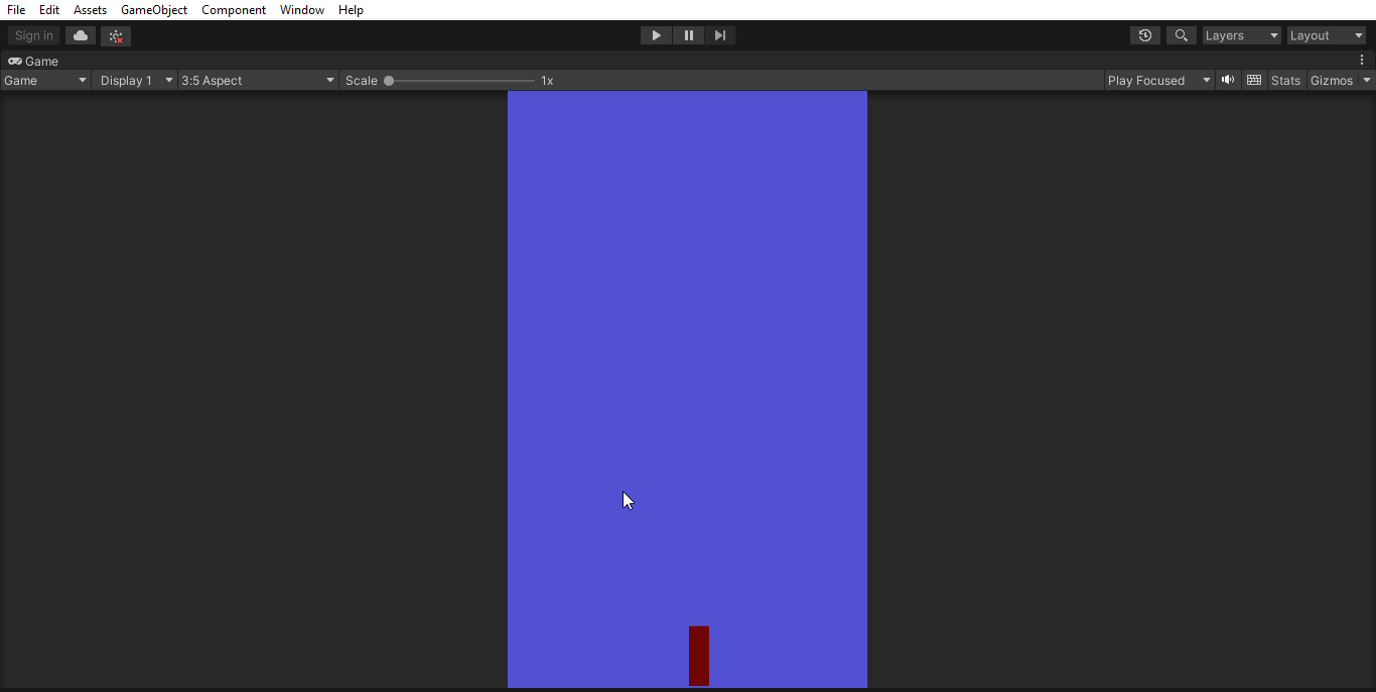 File Edit Assets GameObject Component Window Help
Sign in Layers Layout
Game
Game Display 1 3:5 Aspect Scale 1x Play Focused Stats Gizmos